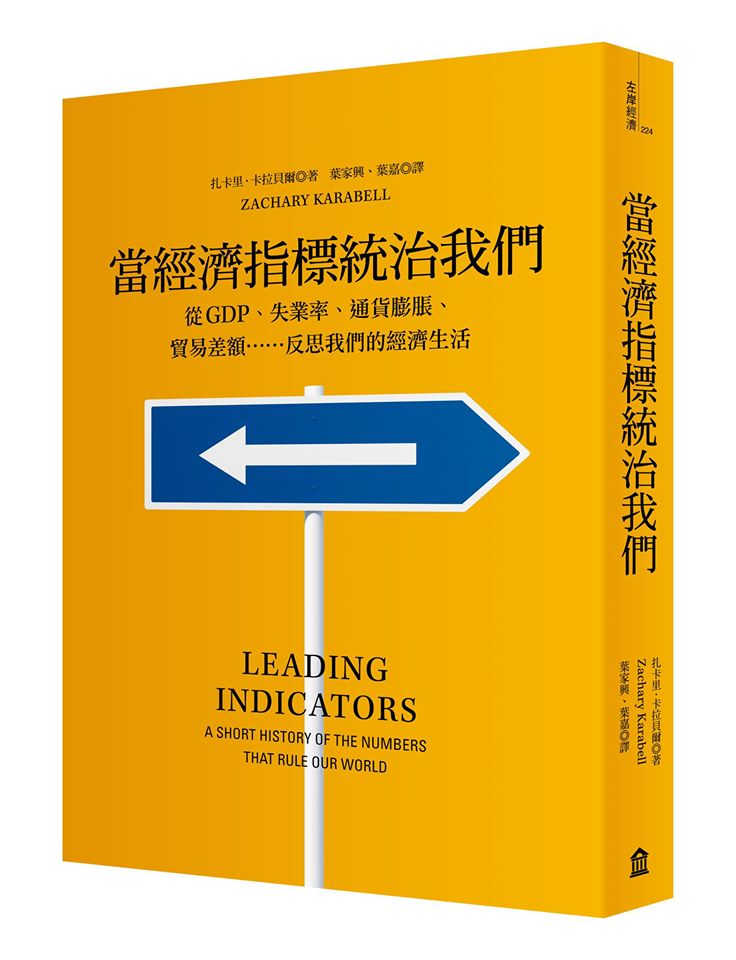 扎卡里·卡拉貝爾◎著　葉家興、葉嘉◎譯
ZACHARY KARABELL
當經濟指標統治我們
從GDP、失業率、通貨膨脹、
貿易差額⋯⋯反思我們的經濟生活
LEADING
INDICATORS
A SHORT HISTORY OF THE NUMBERS
THAT RULE OUR WORLD
左岸經濟 224
當經濟指標統治我們
扎卡里·卡拉貝爾◎著
Zachary Karabell
葉家興、葉嘉◎譯